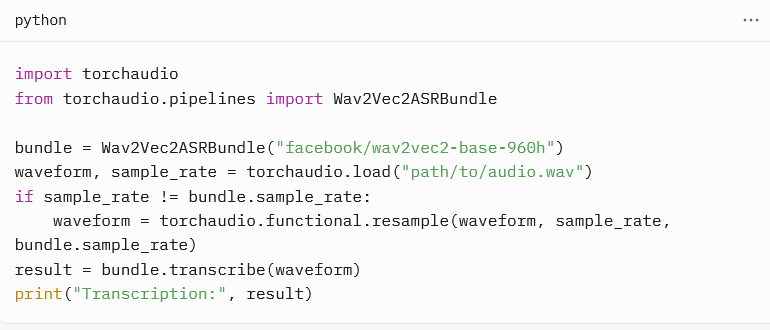 python
...
import torchaudio
from torchaudio.pipelines import Wav2Vec2ASRBundle
bundle = Wav2Vec2ASRBundle("facebook/wav2vec2-base-960h")
waveform, sample_rate = torchaudio.load("path/to/audio.wav")
if sample_rate != bundle.sample_rate:
    waveform = torchaudio.functional.resample(waveform, sample_rate,
bundle.sample_rate)
result = bundle.transcribe(waveform)
print("Transcription:", result)